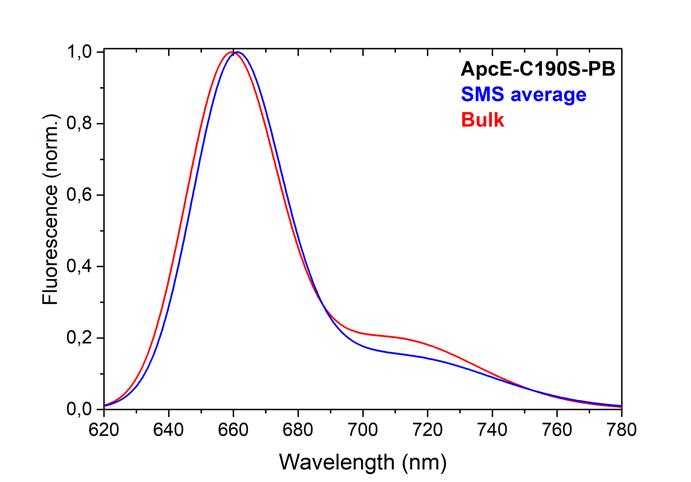 ApcE-C190S-PB
SMS average
Bulk
1,0
0,8
0,6
0,4
0,2
0,0
Fluorescence (norm.)
620 640 660 680 700 720 740 760 780
Wavelength (nm)